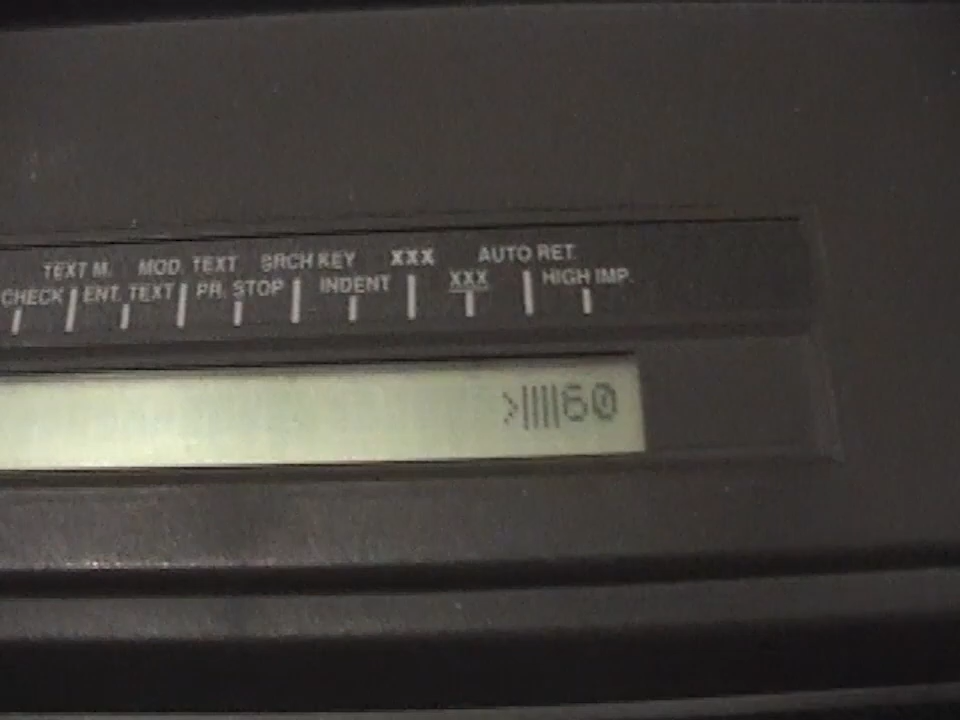 TEXT M. MOD. TEXT SRCH KEY XXX AUTO RET.
CHECK ENT. TEXT PR. STOP INDENT XXX HIGH IMP.
>|||||60